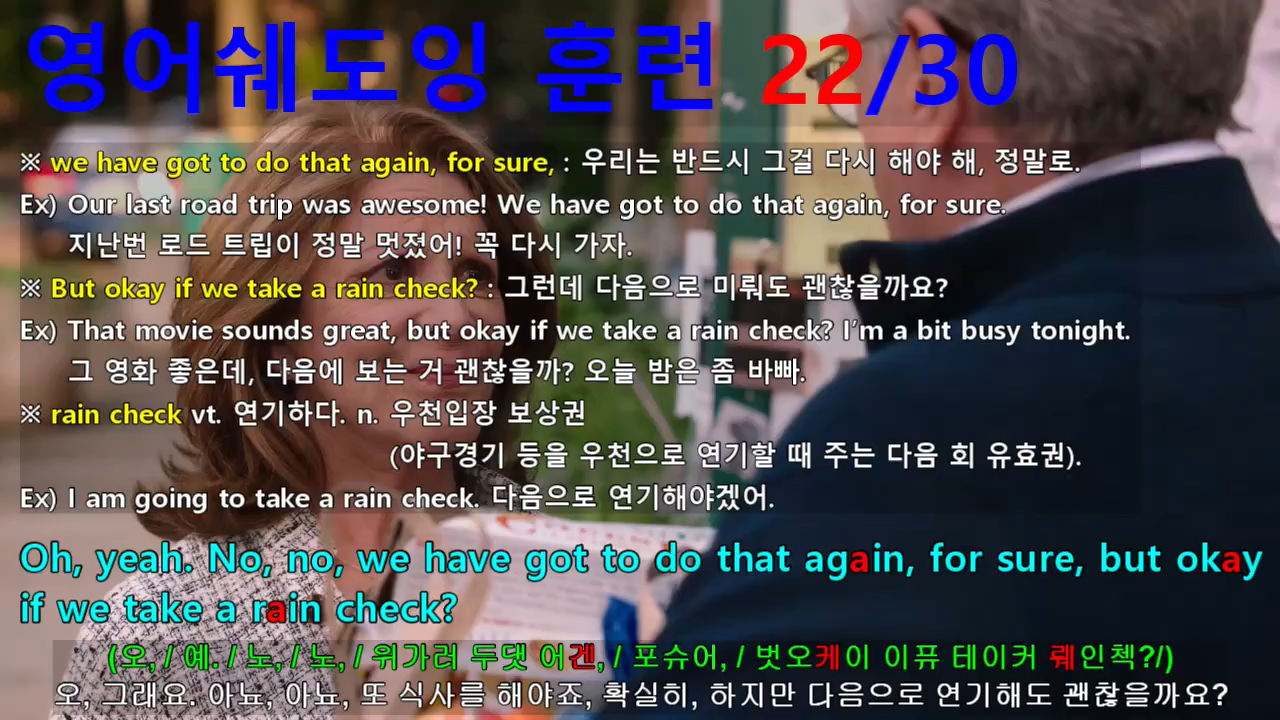 영어쉐도잉 훈련 22/30
※ we have got to do that again, for sure, : 우리는 반드시 그걸 다시 해야 해, 정말로.
Ex) Our last road trip was awesome! We have got to do that again, for sure.
지난번 로드 트립이 정말 멋졌어! 꼭 다시 가자.
※ But okay if we take a rain check? : 그런데 다음으로 미뤄도 괜찮을까요?
Ex) That movie sounds great, but okay if we take a rain check? I'm a bit busy tonight.
그 영화 좋은데, 다음에 보는 거 괜찮을까? 오늘 밤은 좀 바빠.
※ rain check vt. 연기하다. n. 우천입장 보상권
(야구경기 등을 우천으로 연기할 때 주는 다음 회 유효권).
Ex) I am going to take a rain check. 다음으로 연기해야겠어.
Oh, yeah. No, no, we have got to do that again, for sure, but okay
if we take a rain check?
(오, / 예. / 노, / 노, / 위가러 두댓 어겐, / 포슈어, / 벗오케이 이퓨 테이커 뤠인첵?/)
오, 그래요. 아뇨, 아뇨, 또 식사를 해야죠, 확실히, 하지만 다음으로 연기해도 괜찮을까요?